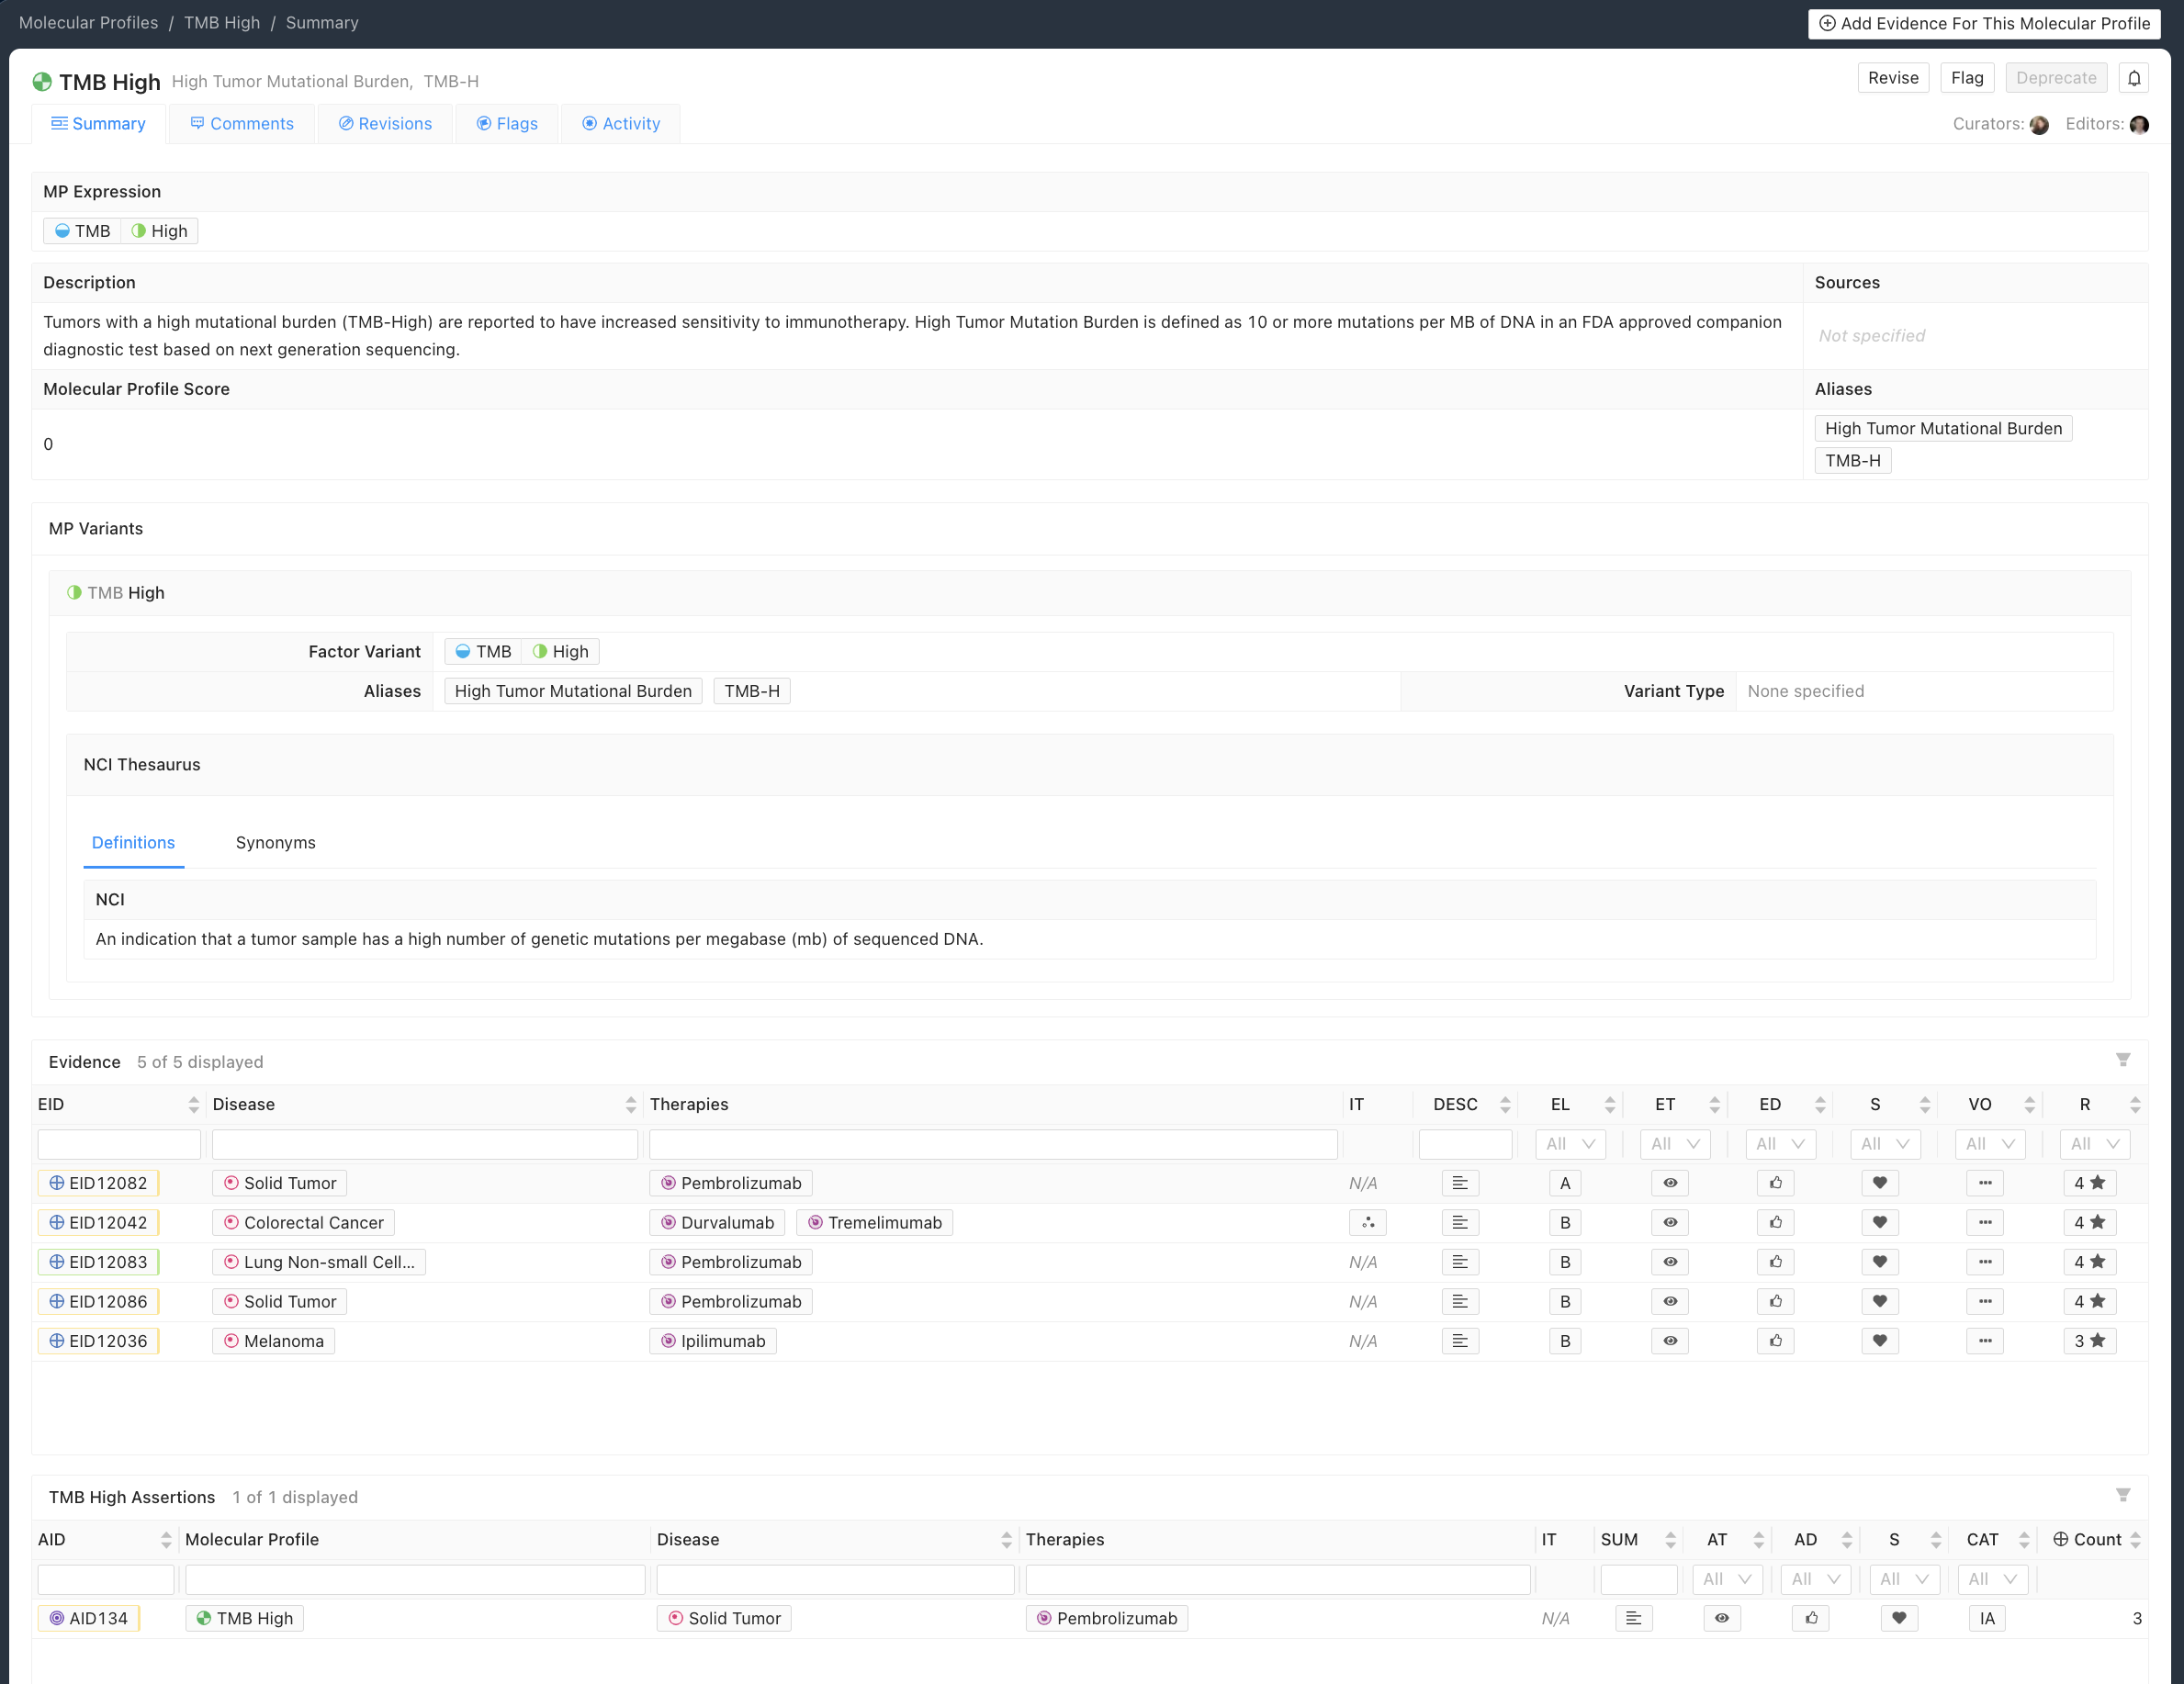 Molecular Profiles / TMB High / Summary
Add Evidence For This Molecular Profile
TMB High High Tumor Mutational Burden, TMB-H
Revise Flag Deprecate
Summary Comments Revisions Flags Activity
Curators: Editors:
MP Expression
TMB High
Description Sources
Tumors with a high mutational burden (TMB-High) are reported to have increased sensitivity to immunotherapy. High Tumor Mutation Burden is defined as 10 or more mutations per MB of DNA in an FDA approved companion
diagnostic test based on next generation sequencing.
Not specified
Molecular Profile Score Aliases
0
High Tumor Mutational Burden
TMB-H
MP Variants
TMB High
Factor Variant TMB High
Aliases High Tumor Mutational Burden TMB-H Variant Type None specified
NCI Thesaurus
Definitions Synonyms
NCI
An indication that a tumor sample has a high number of genetic mutations per megabase (mb) of sequenced DNA.
Evidence 5 of 5 displayed
EID Disease Therapies IT DESC EL ET ED S VO R
All All All All All All
EID12082 Solid Tumor Pembrolizumab N/A A 4
EID12042 Colorectal Cancer Durvalumab Tremelimumab B 4
EID12083 Lung Non-small Cell... Pembrolizumab N/A B 4
EID12086 Solid Tumor Pembrolizumab N/A B 4
EID12036 Melanoma Ipilimumab N/A B 3
TMB High Assertions 1 of 1 displayed
AID Molecular Profile Disease Therapies IT SUM AT AD S CAT Count
All All All All
AID134 TMB High Solid Tumor Pembrolizumab N/A IA 3